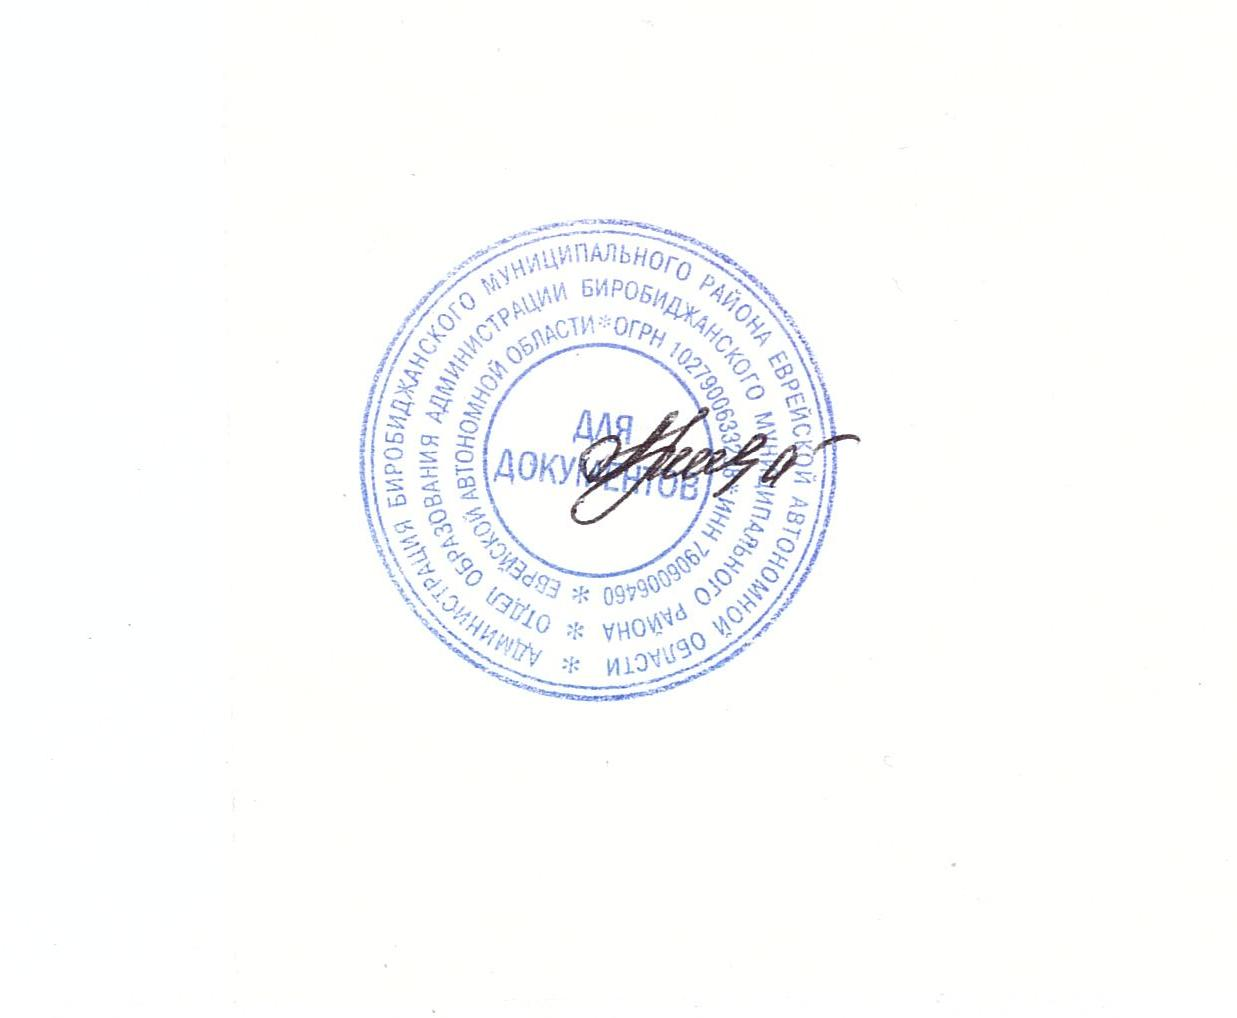 АДМИНИСТРАЦИЯ БИРОБИДЖАНСКОГО МУНИЦИПАЛЬНОГО РАЙОНА ЕВРЕЙСКОЙ АВТОНОМНОЙ ОБЛАСТИ *
ОТДЕЛ ОБРАЗОВАНИЯ АДМИНИСТРАЦИИ БИРОБИДЖАНСКОГО МУНИЦИПАЛЬНОГО РАЙОНА *
ЕВРЕЙСКОЙ АВТОНОМНОЙ ОБЛАСТИ*ОГРН *ИНН 7906006460 *
ДЛЯ
ДОКУМЕНТОВ